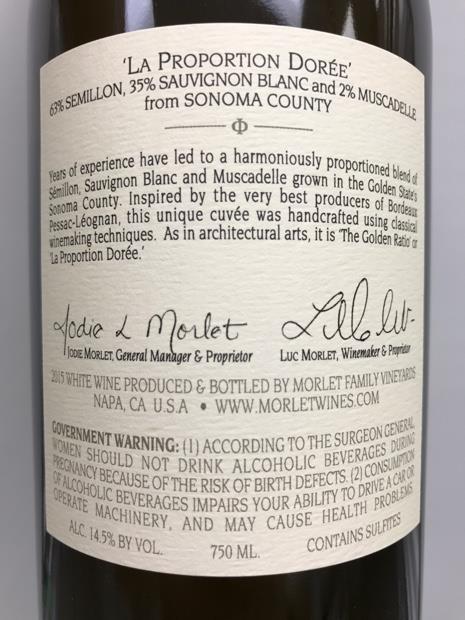 'LA PROPORTION DORÉE'
63% SEMILLON, 35% SAUVIGNON BLANC and 2% MUSCADELLE
from SONOMA COUNTY
Φ
Years of experience have led to a harmoniously proportioned blend of
Sémillon, Sauvignon Blanc and Muscadelle grown in the Golden State's
Sonoma County. Inspired by the very best producers of Bordeaux
Pessac-Léognan, this unique cuvée was handcrafted using classical
winemaking techniques. As in architectural arts, it is 'The Golden Ratio' or
'La Proportion Dorée.'
Jodie L Morlet
JODIE MORLET, General Manager & Proprietor
LUC MORLET, Winemaker & Proprietor
2015 WHITE WINE PRODUCED & BOTTLED BY MORLET FAMILY VINEYARDS
NAPA, CA U.S.A • WWW.MORLETWINES.COM
GOVERNMENT WARNING: (1) ACCORDING TO THE SURGEON GENERAL,
WOMEN SHOULD NOT DRINK ALCOHOLIC BEVERAGES DURING
PREGNANCY BECAUSE OF THE RISK OF BIRTH DEFECTS. (2) CONSUMPTION
OF ALCOHOLIC BEVERAGES IMPAIRS YOUR ABILITY TO DRIVE A CAR OR
OPERATE MACHINERY, AND MAY CAUSE HEALTH PROBLEMS.
ALC. 14.5% BY VOL. 750 ML. CONTAINS SULFITES